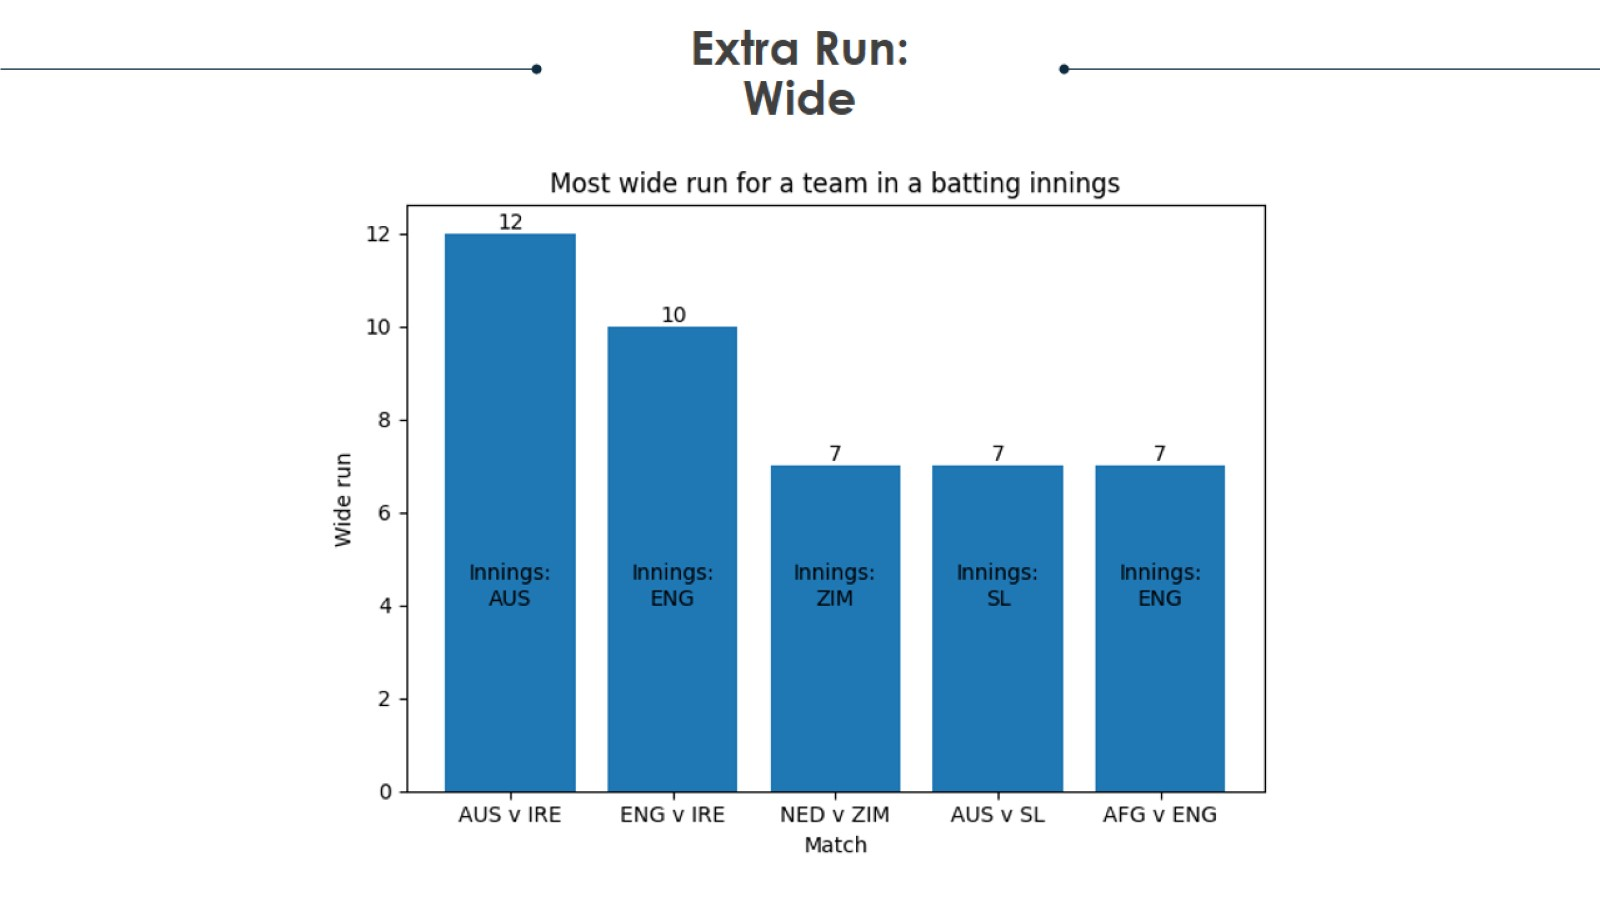 Extra Run:
Wide
Most wide run for a team in a batting innings
12
10
8
6
4
2
0
Wide run
12
10
7
7
7
Innings:
AUS
Innings:
ENG
Innings:
ZIM
Innings:
SL
Innings:
ENG
AUS v IRE
ENG v IRE
NED v ZIM
AUS v SL
AFG v ENG
Match